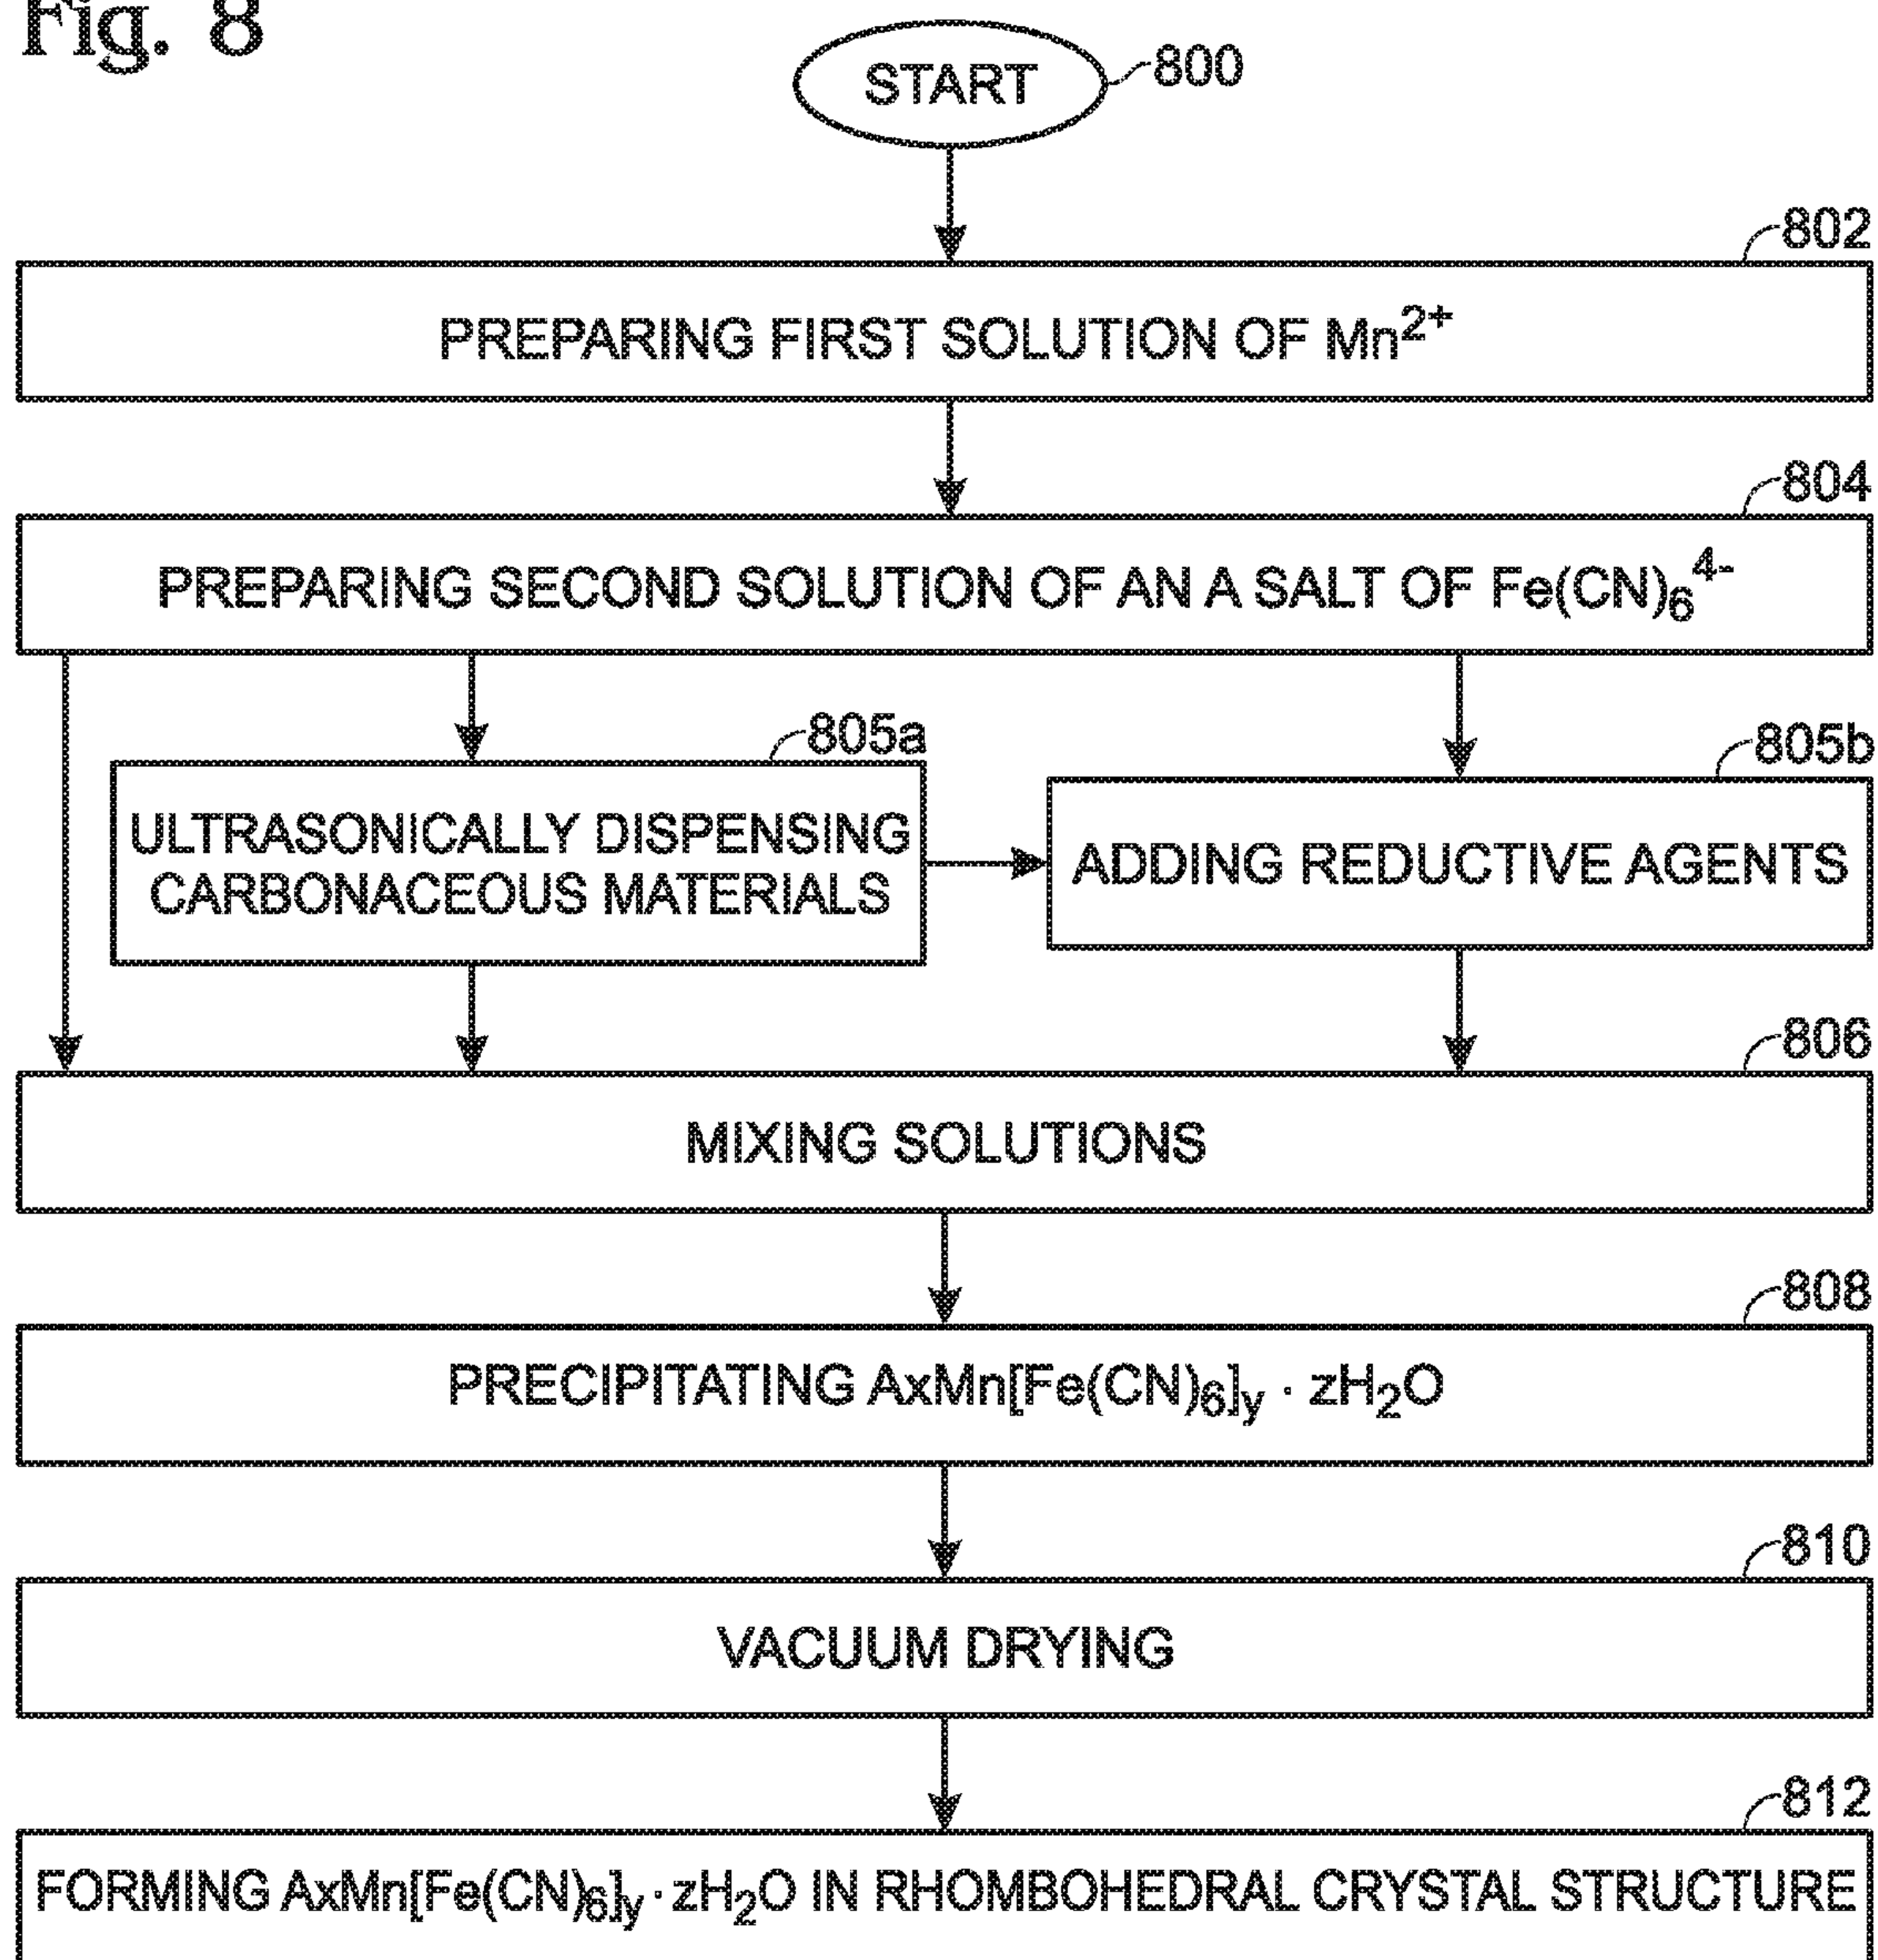 Fig. 8
START 800
802
PREPARING FIRST SOLUTION OF Mn²⁺
804
PREPARING SECOND SOLUTION OF AN A SALT OF Fe(CN)₆⁴⁻
805a
805b
ULTRASONICALLY DISPENSING
CARBONACEOUS MATERIALS
ADDING REDUCTIVE AGENTS
806
MIXING SOLUTIONS
808
PRECIPITATING AxMn[Fe(CN)₆]y · zH₂O
810
VACUUM DRYING
812
FORMING AxMn[Fe(CN)₆]y · zH₂O IN RHOMBOHEDRAL CRYSTAL STRUCTURE